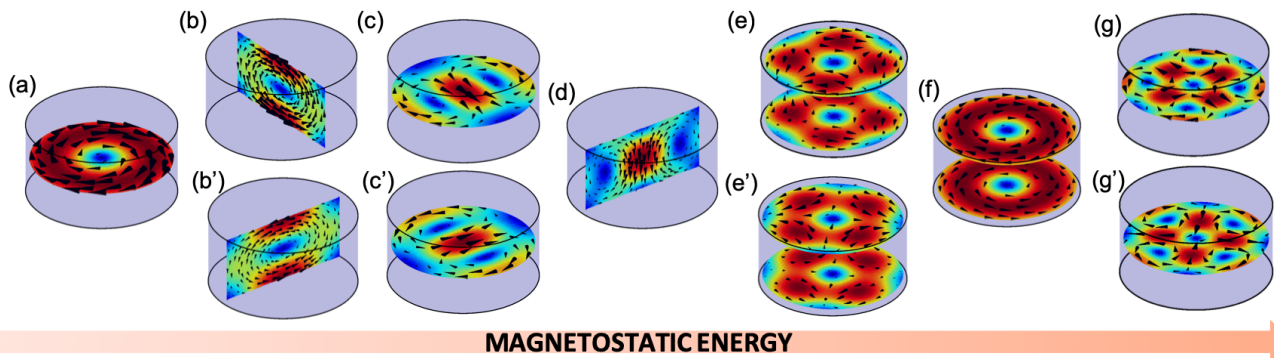 (a)
(b)
(b’)
(c)
(c’)
(d)
(e)
(e’)
(f)
(g)
(g’)
MAGNETOSTATIC ENERGY